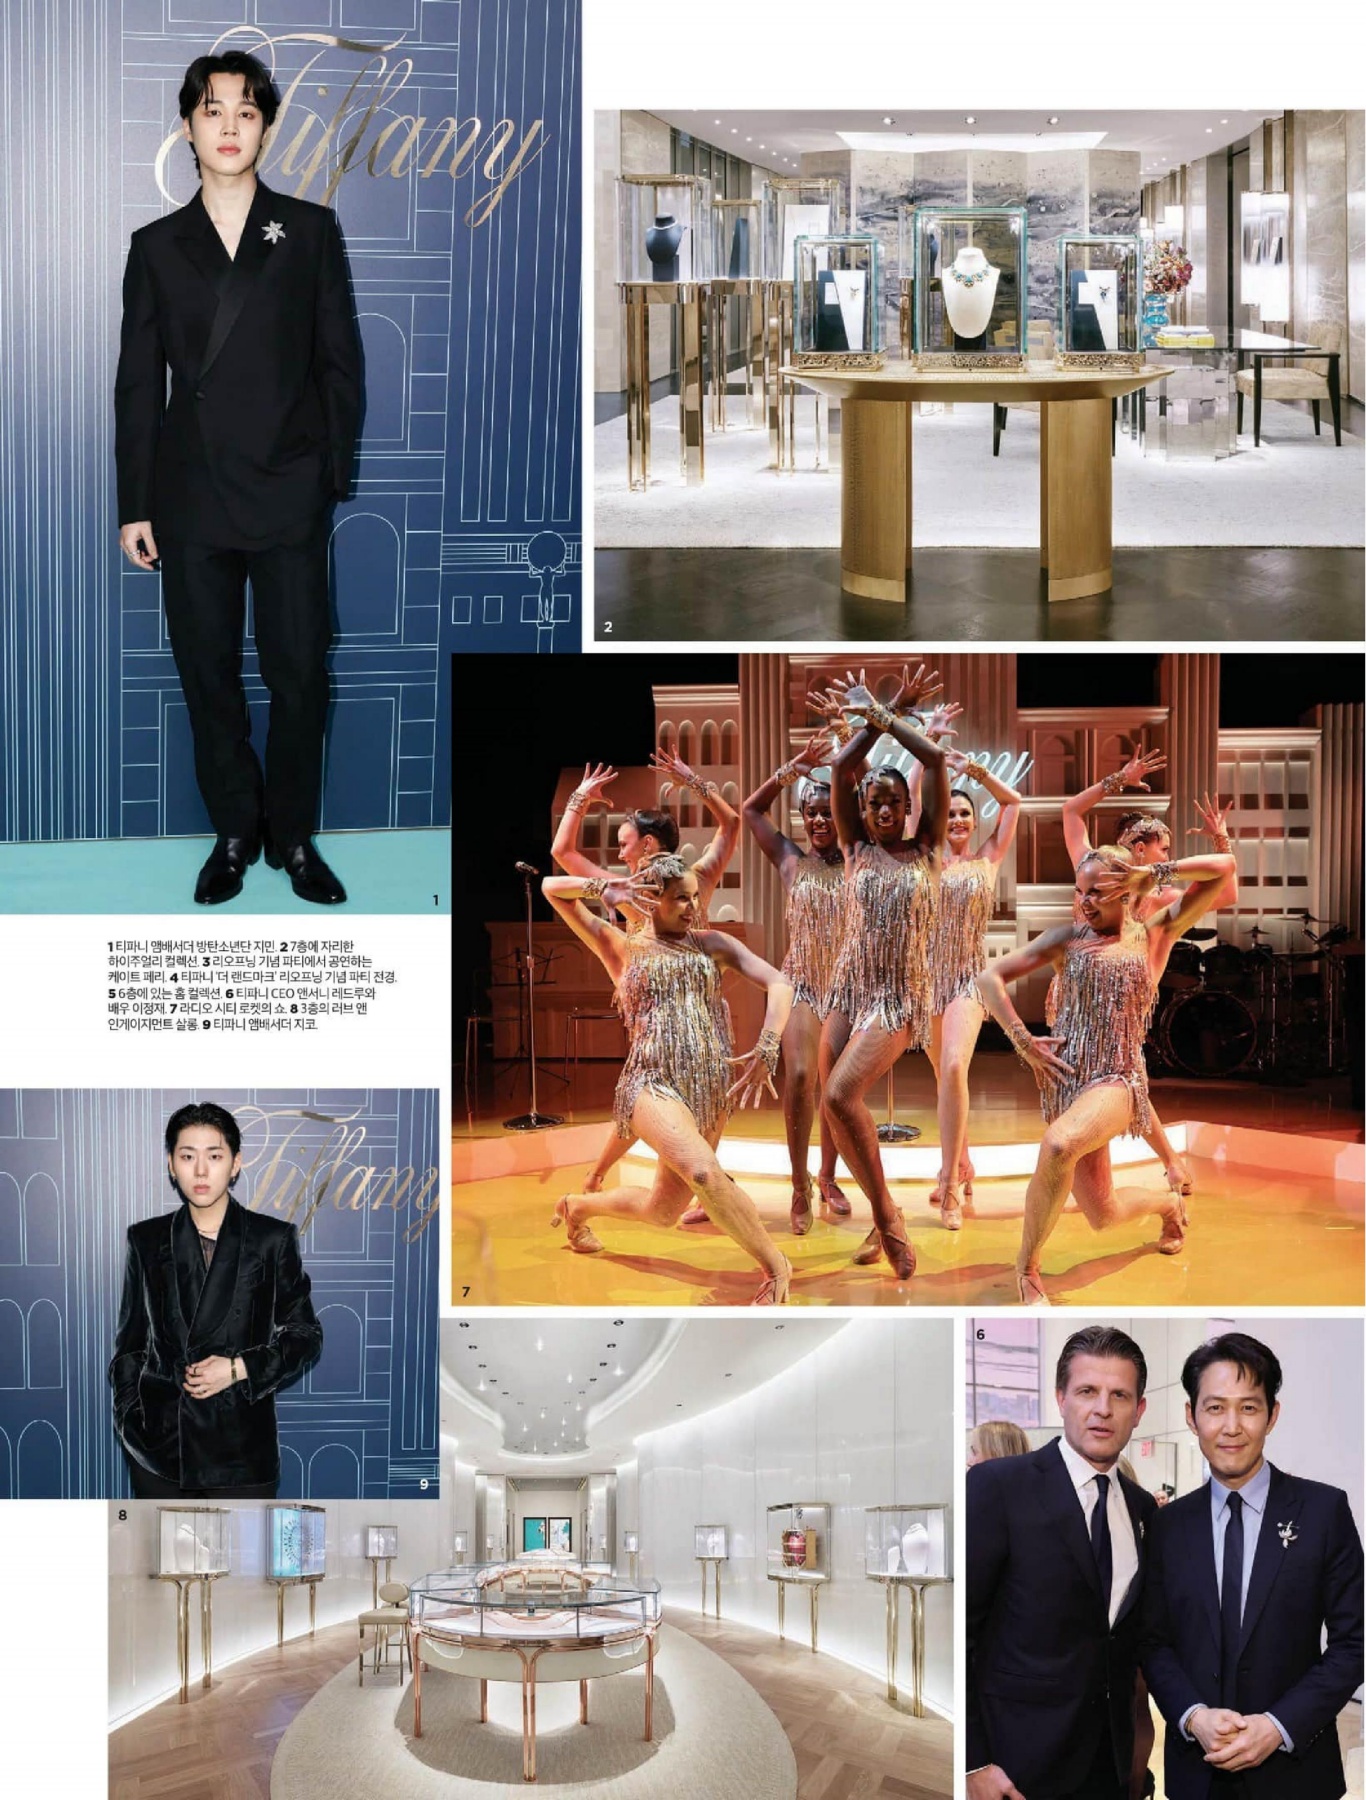 Tiffany
1
2
Tiffany
7
1 티파니 앰배서더 방탄소년단 지민. 2 7층에 자리한
하이주얼리 컬렉션. 3 리오프닝 기념 파티에서 공연하는
케이트 페리. 4 티파니 ‘더 랜드마크’ 리오프닝 기념 파티 전경.
5 6층에 있는 홈 컬렉션. 6 티파니 CEO 앤서니 레드루와
배우 이정재. 7 라디오 시티 로켓의 쇼. 8 3층의 러브 앤
인게이지먼트 살롱. 9 티파니 앰배서더 지코.
Tiffany
9
8
6